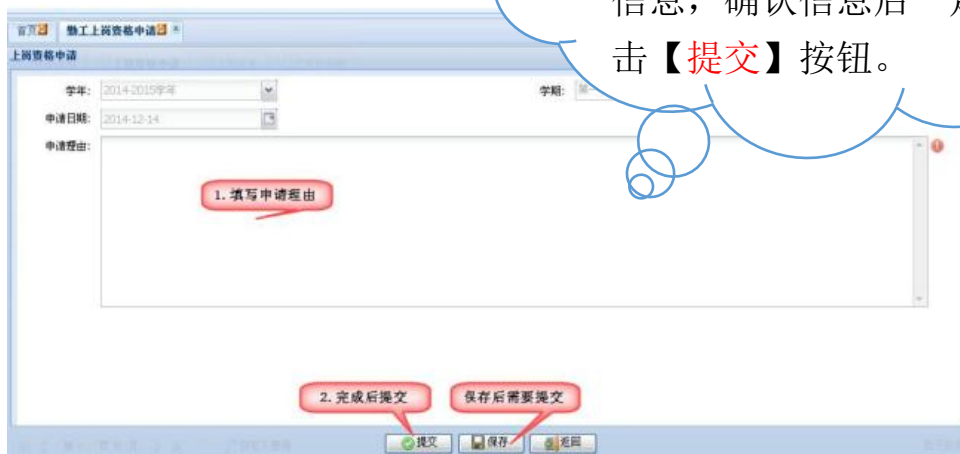 信息，确认信息后
击【提交】按钮。
首页 勤工上岗资格申请
上岗资格申请
学年: 2014-2015学年 学期: 第一
申请日期: 2014-12-14
申请理由:
1. 填写申请理由
2. 完成后提交 保存后需要提交
提交 保存 返回